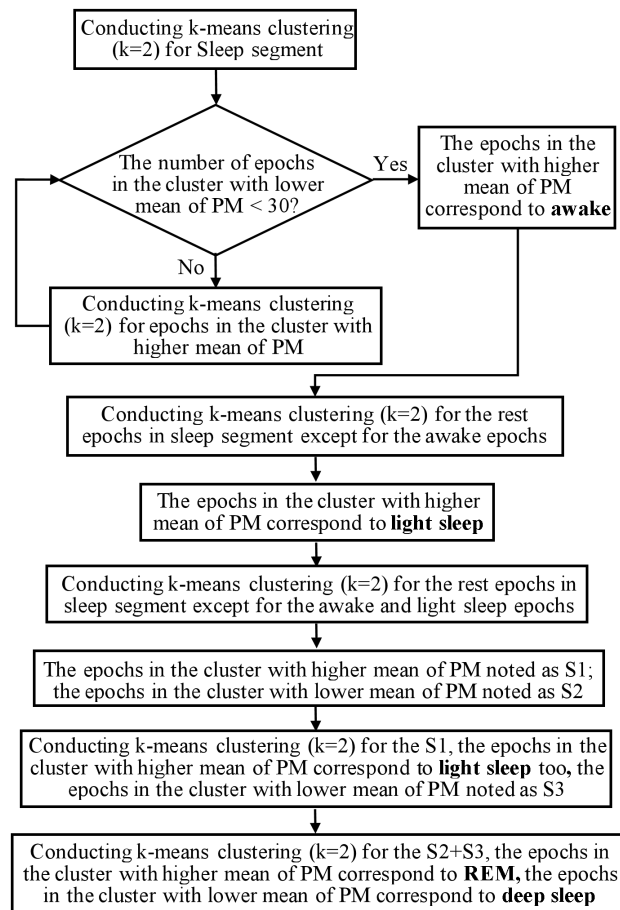 Conducting k-means clustering
(k=2) for Sleep segment
The number of epochs
in the cluster with lower
mean of PM < 30?
Yes
The epochs in the
cluster with higher
mean of PM
correspond to awake
No
Conducting k-means clustering
(k=2) for epochs in the cluster with
higher mean of PM
Conducting k-means clustering (k=2) for the rest
epochs in sleep segment except for the awake epochs
The epochs in the cluster with higher
mean of PM correspond to light sleep
Conducting k-means clustering (k=2) for the rest epochs in
sleep segment except for the awake and light sleep epochs
The epochs in the cluster with higher mean of PM noted as S1;
the epochs in the cluster with lower mean of PM noted as S2
Conducting k-means clustering (k=2) for the S1, the epochs in the
cluster with higher mean of PM correspond to light sleep too, the
epochs in the cluster with lower mean of PM noted as S3
Conducting k-means clustering (k=2) for the S2+S3, the epochs in
the cluster with higher mean of PM correspond to REM, the epochs
in the cluster with lower mean of PM correspond to deep sleep